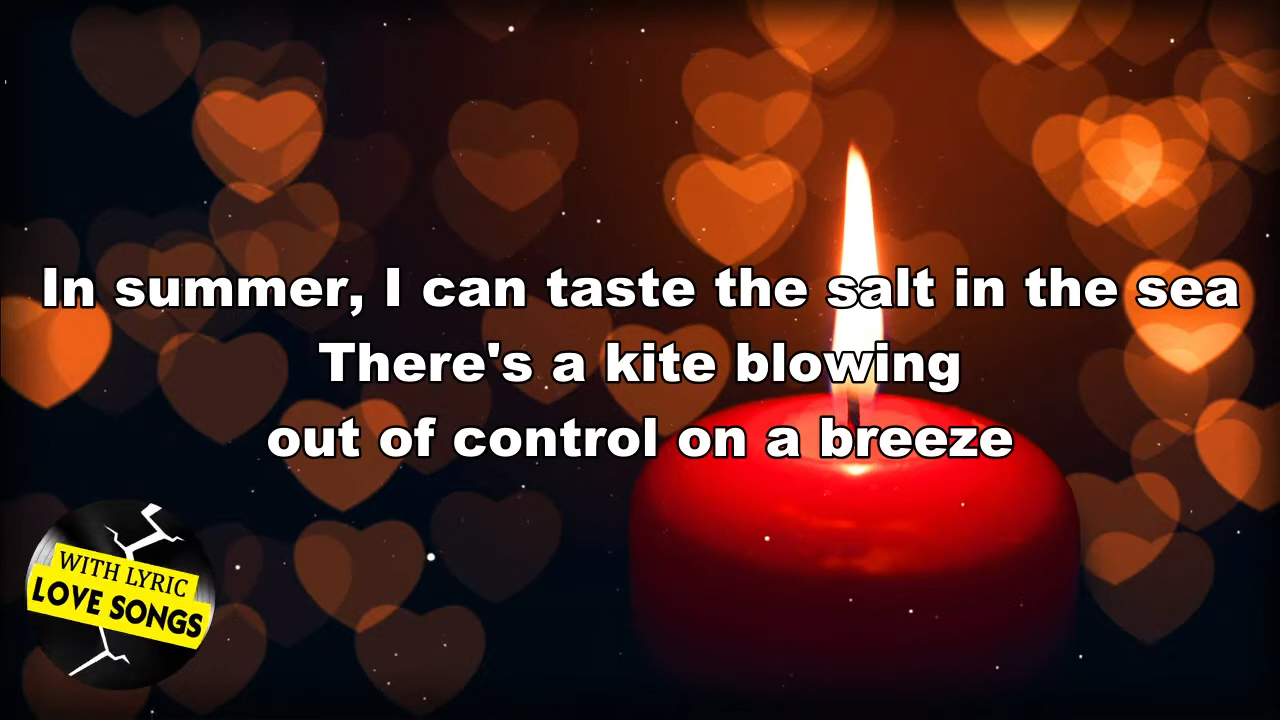 In summer, I can taste the salt in the sea
There's a kite blowing
out of control on a breeze
WITH LYRIC
LOVE SONGS